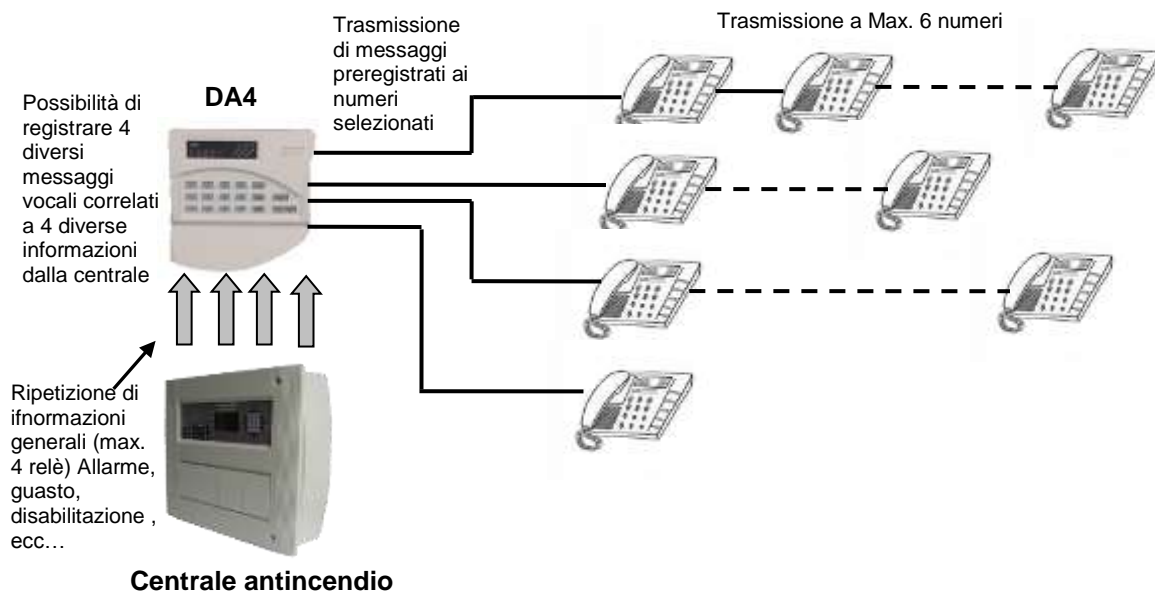 Trasmissione a Max. 6 numeri
Trasmissione
di messaggi
preregistrati ai
numeri
selezionati
DA4
Possibilità di
registrare 4
diversi
messaggi
vocali correlati
a 4 diverse
informazioni
dalla centrale
Ripetizione di
ifnormazioni
generali (max.
4 relè) Allarme,
guasto,
disabilitazione ,
ecc…
Centrale antincendio